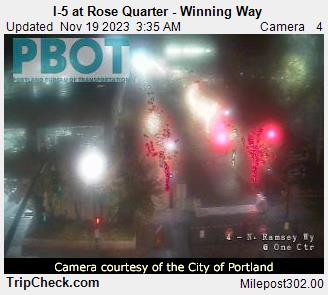 I-5 at Rose Quarter - Winning Way
Updated Nov 19 2023 3:35 AM Camera 4
PBOT
PORTLAND BUREAU OF TRANSPORTATION
4 - N. Ramsey Wy
@ One Ctr
Camera courtesy of the City of Portland
TripCheck.com Milepost302.00